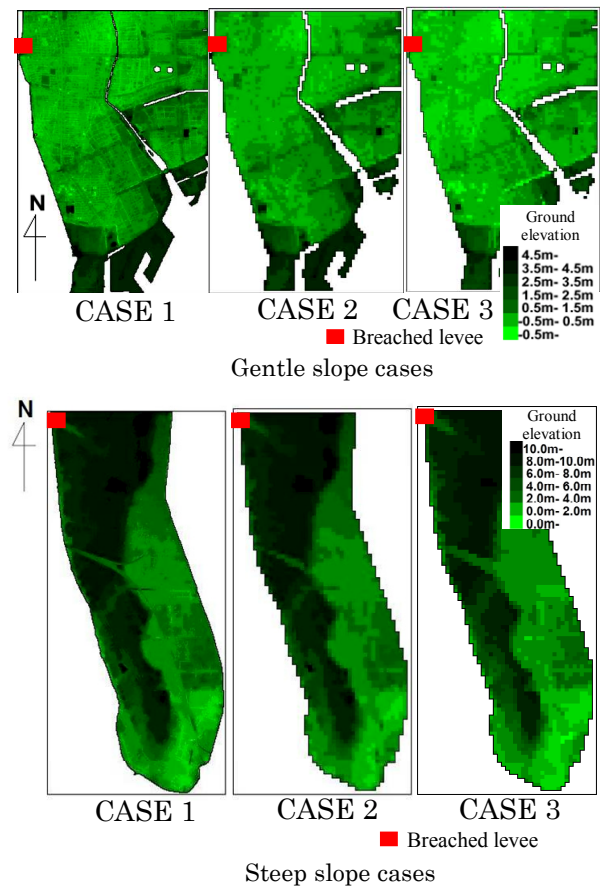 N
CASE 1
CASE 2
CASE 3
Ground
elevation
4.5m-
3.5m- 4.5m
2.5m- 3.5m
1.5m- 2.5m
0.5m- 1.5m
-0.5m- 0.5m
-0.5m-
Breached levee
Gentle slope cases
N
Ground
elevation
10.0m-
8.0m-10.0m
6.0m- 8.0m
4.0m- 6.0m
2.0m- 4.0m
0.0m- 2.0m
0.0m-
CASE 1
CASE 2
CASE 3
Breached levee
Steep slope cases